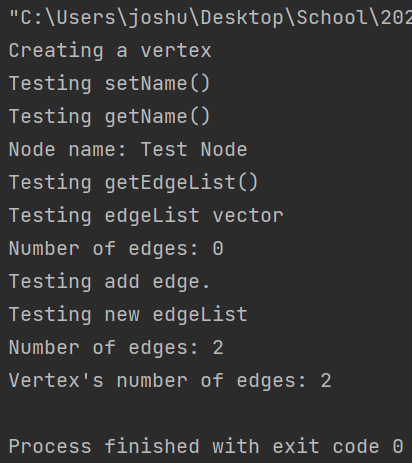 "C:\Users\joshu\Desktop\School\202
Creating a vertex
Testing setName()
Testing getName()
Node name: Test Node
Testing getEdgeList()
Testing edgeList vector
Number of edges: 0
Testing add edge.
Testing new edgeList
Number of edges: 2
Vertex's number of edges: 2
Process finished with exit code 0